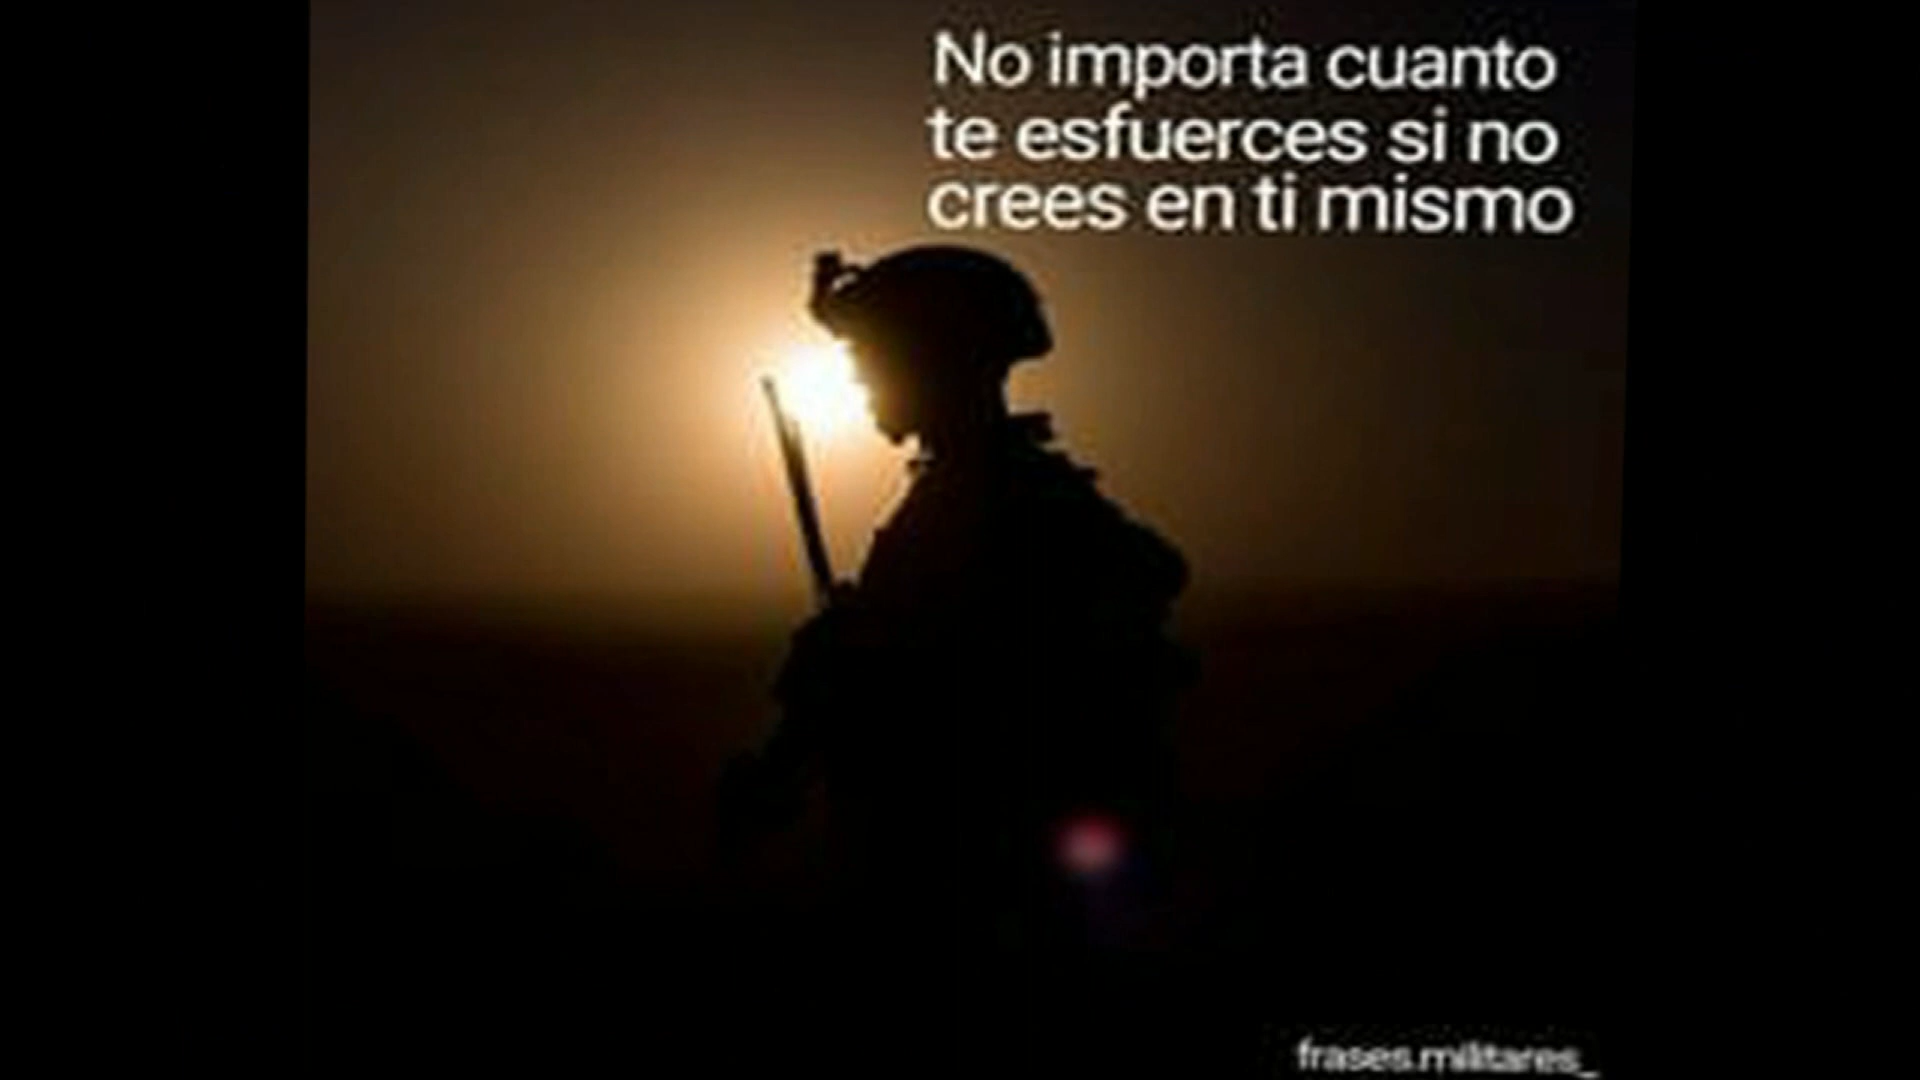 No importa cuanto
te esfuerces si no
crees en ti mismo
frases.militares_